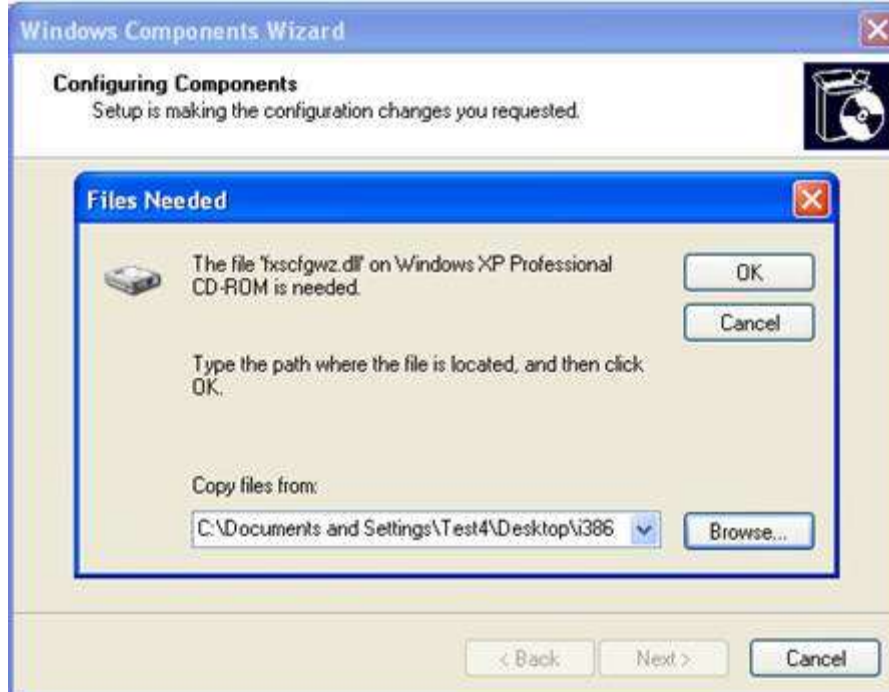 Windows Components Wizard
Configuring Components
Setup is making the configuration changes you requested.
Files Needed
The file 'fxscfgwz.dll' on Windows XP Professional
CD-ROM is needed.
OK
Cancel
Type the path where the file is located, and then click
OK.
Copy files from:
C:\Documents and Settings\Test4\Desktop\i386
Browse...
< Back
Next >
Cancel